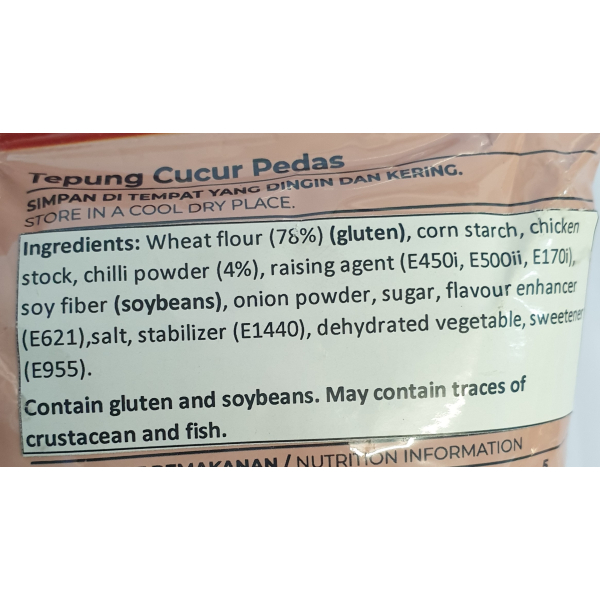 Tepung Cucur Pedas
SIMPAN DI TEMPAT YANG DINGIN DAN KERING.
STORE IN A COOL DRY PLACE.
Ingredients: Wheat flour (78%) (gluten), corn starch, chicken
stock, chilli powder (4%), raising agent (E450i, E500ii, E170i),
soy fiber (soybeans), onion powder, sugar, flavour enhancer
(E621),salt, stabilizer (E1440), dehydrated vegetable, sweetener
(E955).
Contain gluten and soybeans. May contain traces of
crustacean and fish.
/ NUTRITION INFORMATION